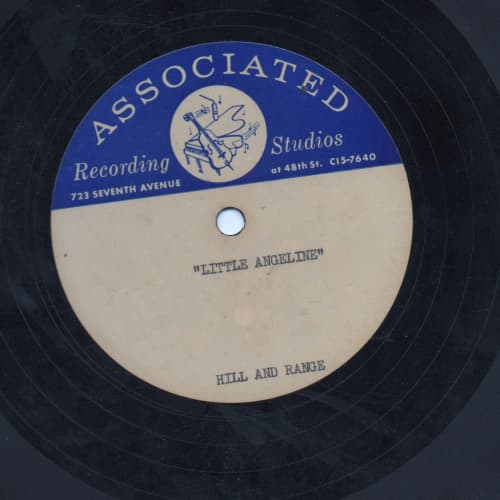 ASSOCIATED
Recording Studios
723 SEVENTH AVENUE at 48th St. CI5-7640
"LITTLE ANGELINE"
HILL AND RANGE